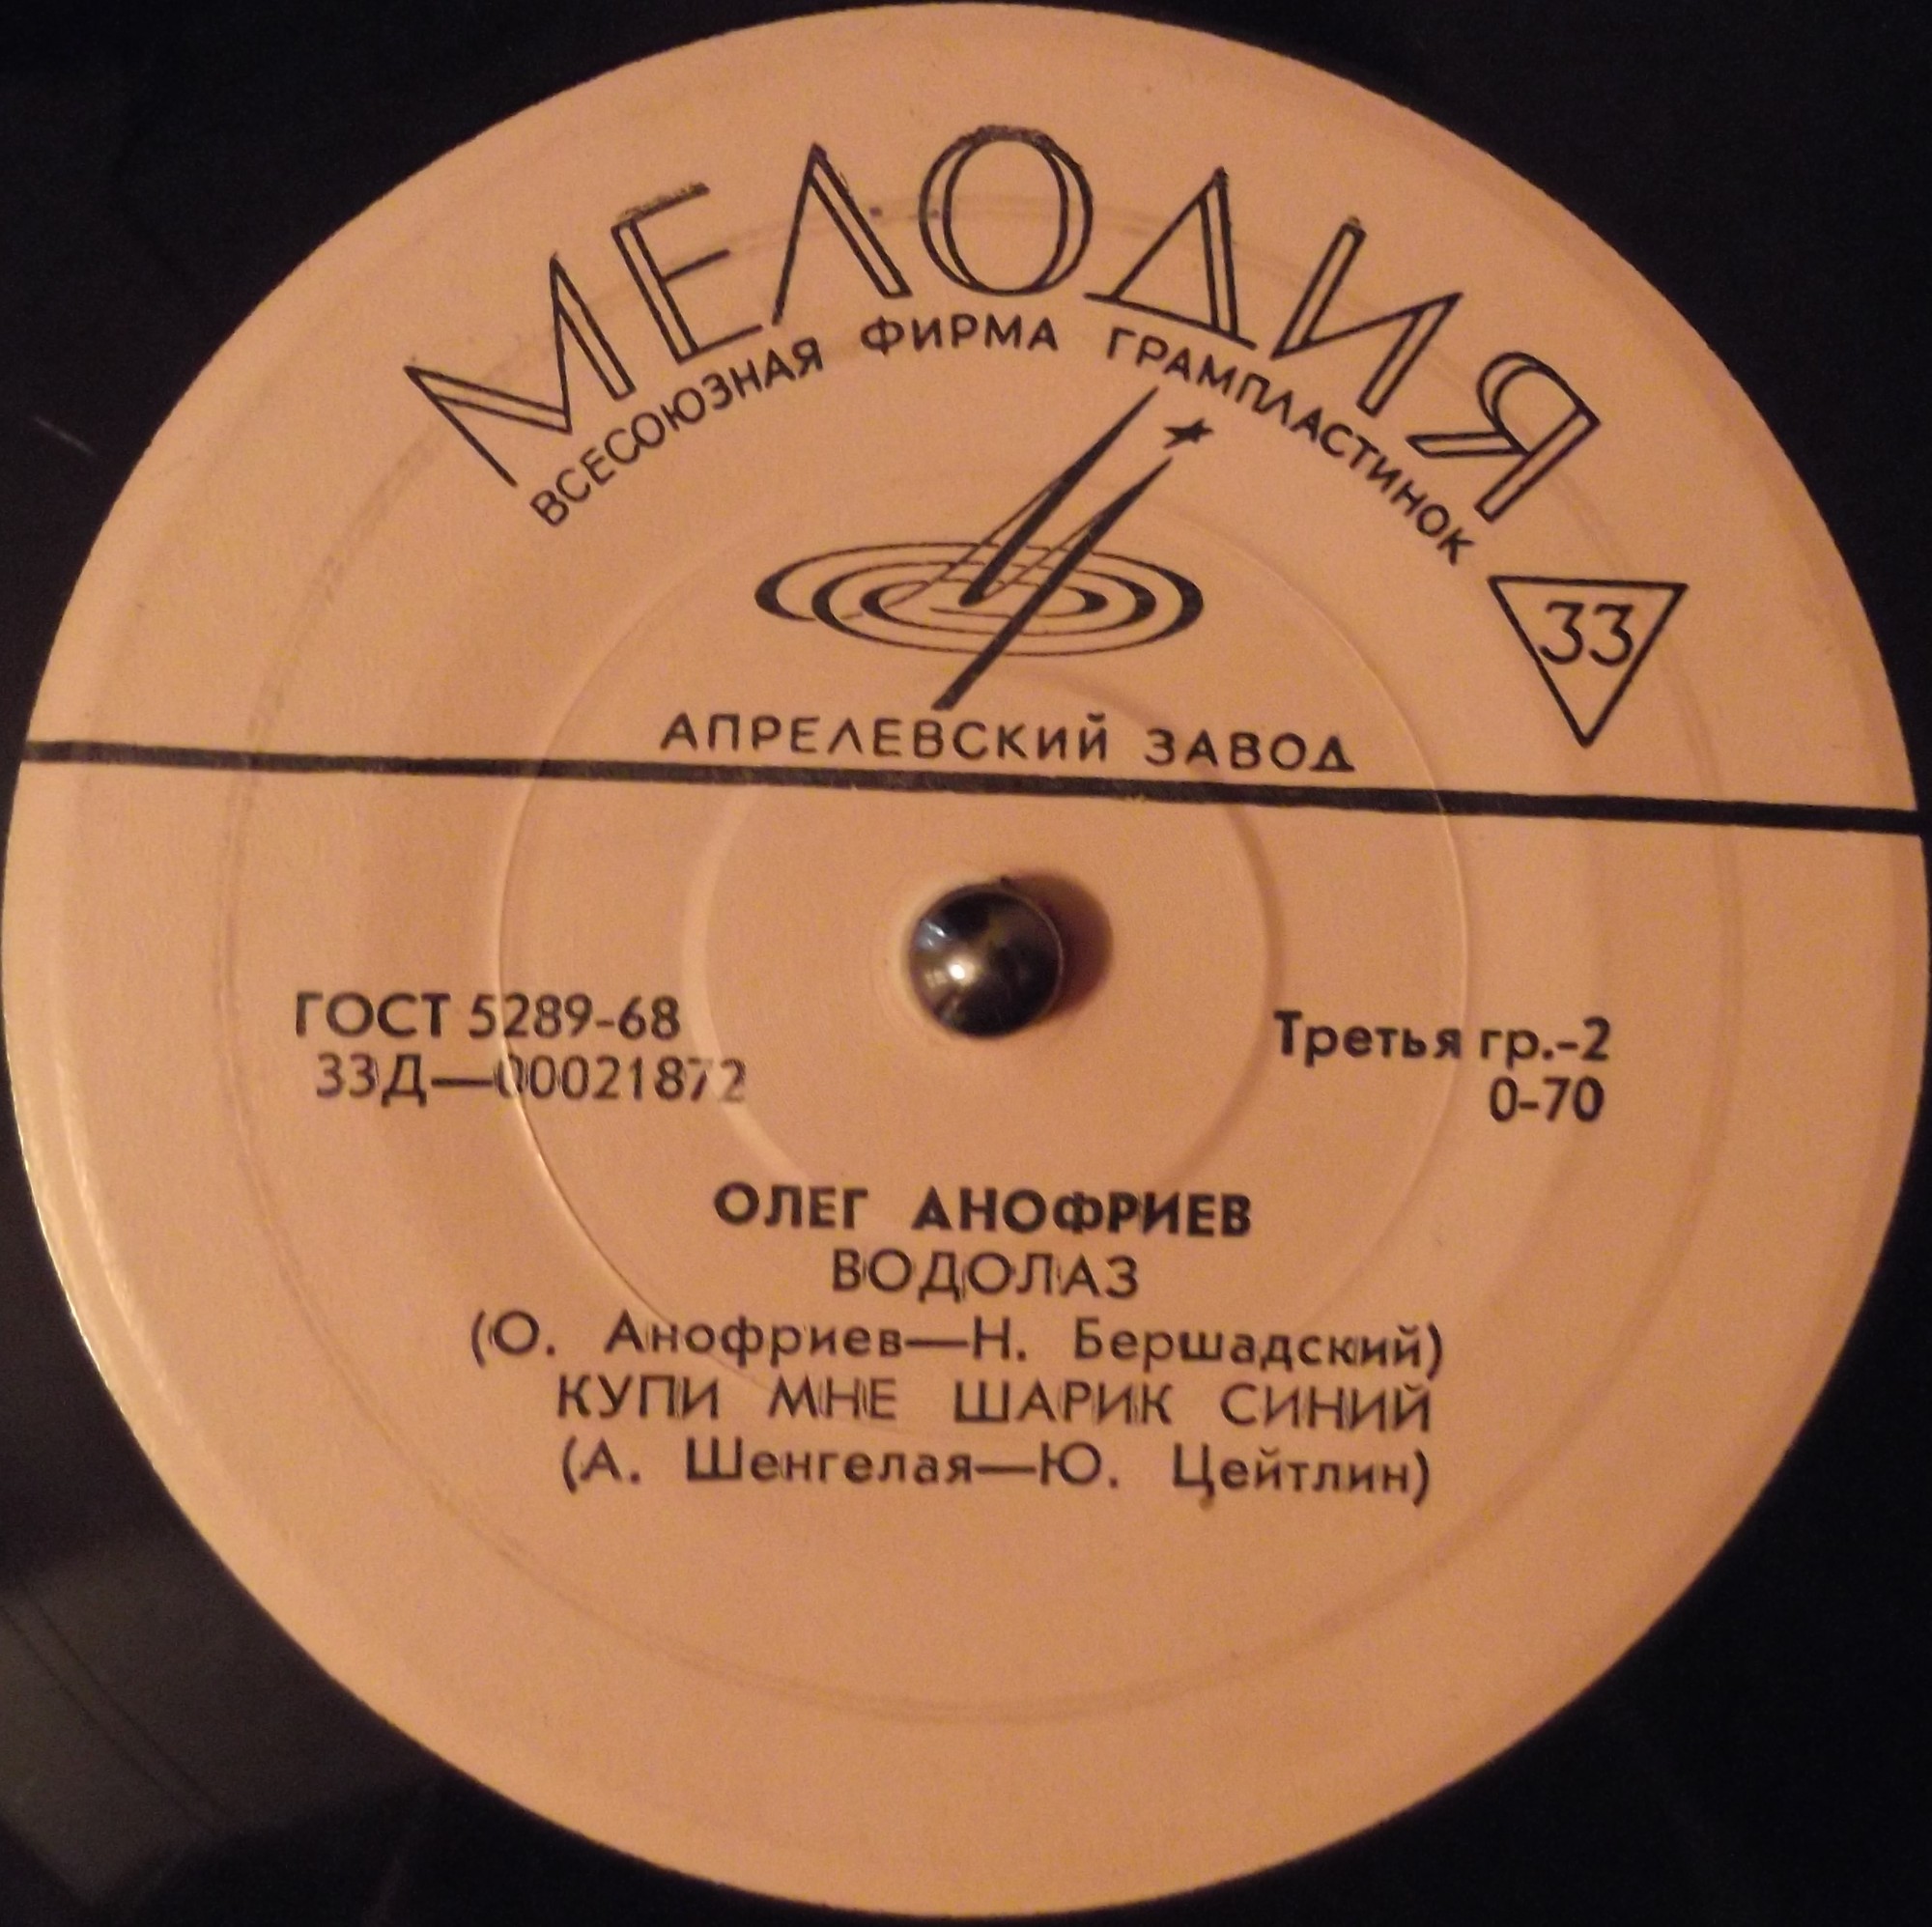 МЕЛОДИЯ
ВСЕСОЮЗНАЯ ФИРМА ГРАМПЛАСТИНОК
33
АПРЕЛЕВСКИЙ ЗАВОД
ГОСТ 5289-68
33Д—00021872
Третья гр.-2
0-70
ОЛЕГ АНОФРИЕВ
ВОДОЛАЗ
(О. Анофриев—Н. Бершадский)
КУПИ МНЕ ШАРИК СИНИЙ
(А. Шенгелая—Ю. Цейтлин)